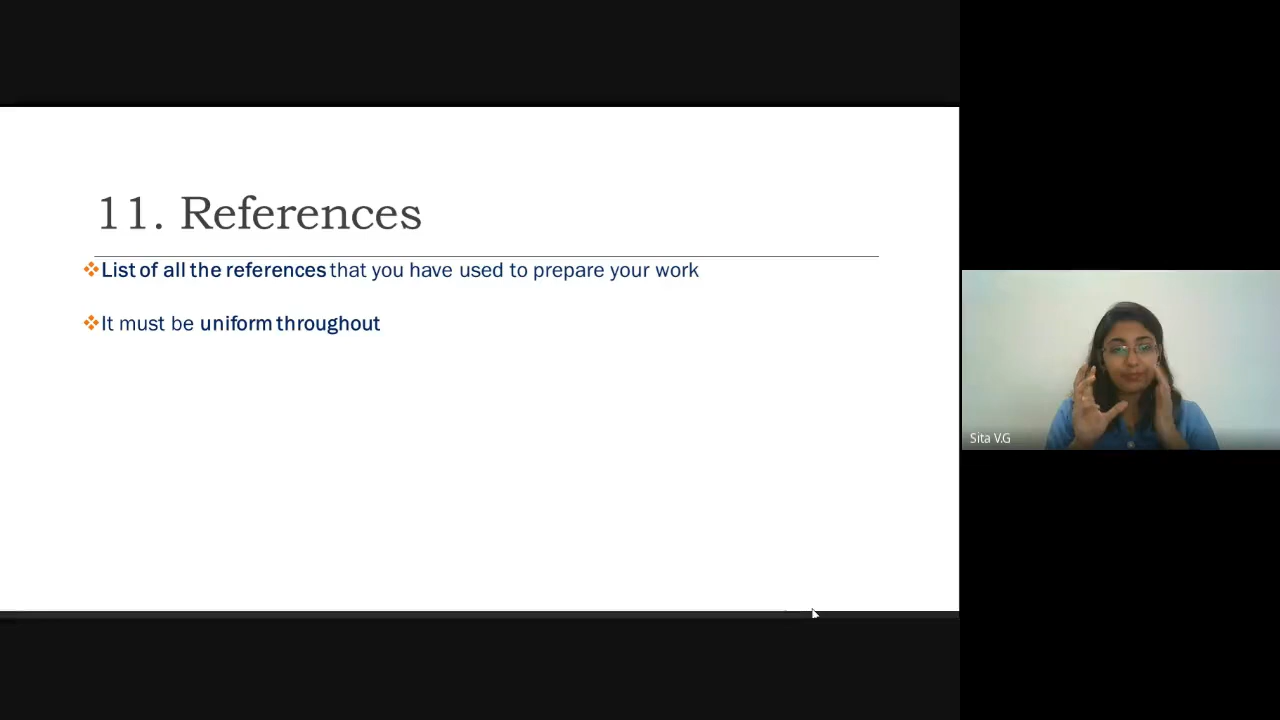 11. References
List of all the references that you have used to prepare your work
It must be uniform throughout
Sita V.G